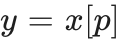 y = x[p]